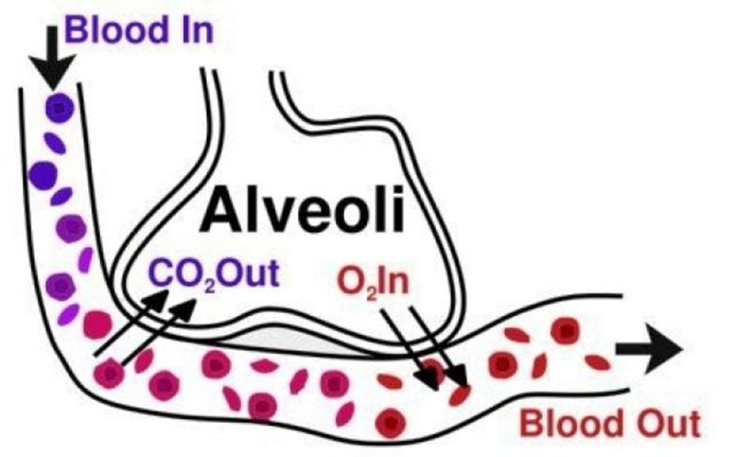 Blood In
Alveoli
CO₂Out
O₂In
Blood Out